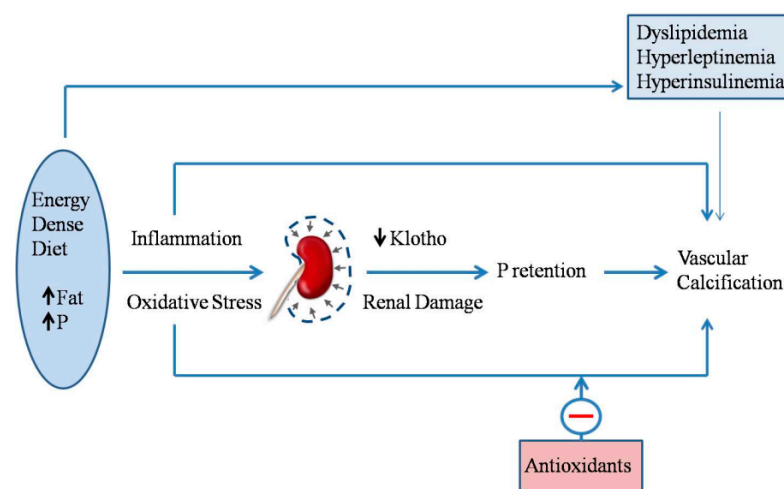 Dyslipidemia
Hyperleptinemia
Hyperinsulinemia
Energy
Dense
Diet
↑Fat
↑P
Inflammation
Oxidative Stress
↓Klotho
Renal Damage
P retention
Vascular
Calcification
Antioxidants